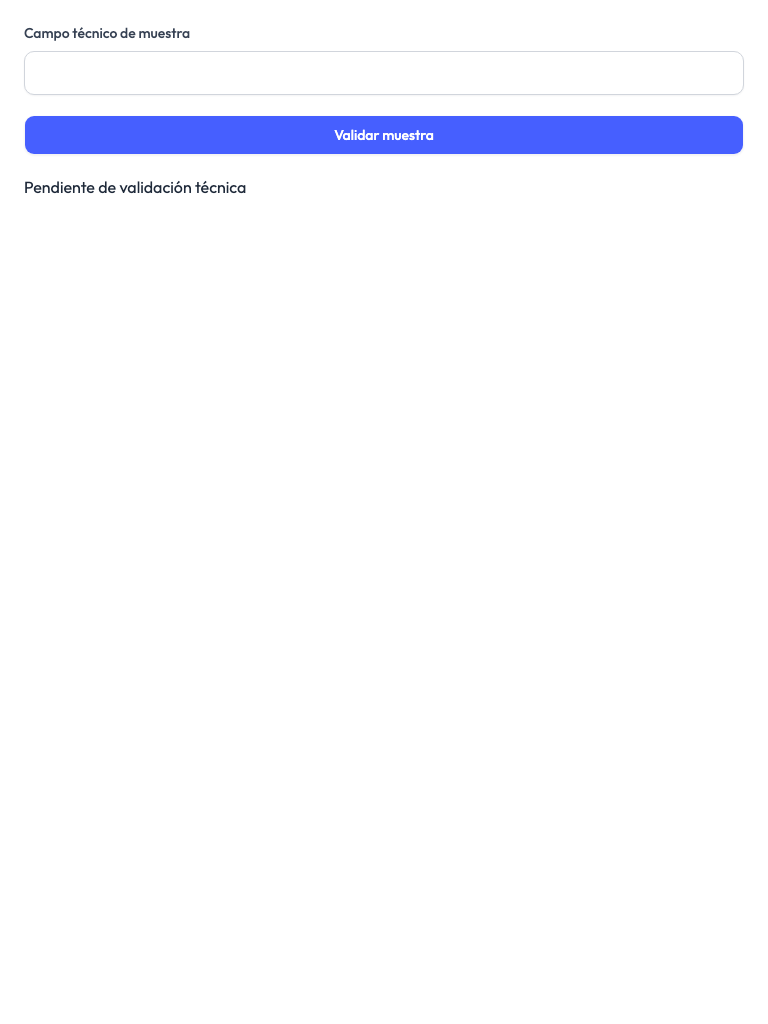 Campo técnico de muestra
Validar muestra
Pendiente de validación técnica